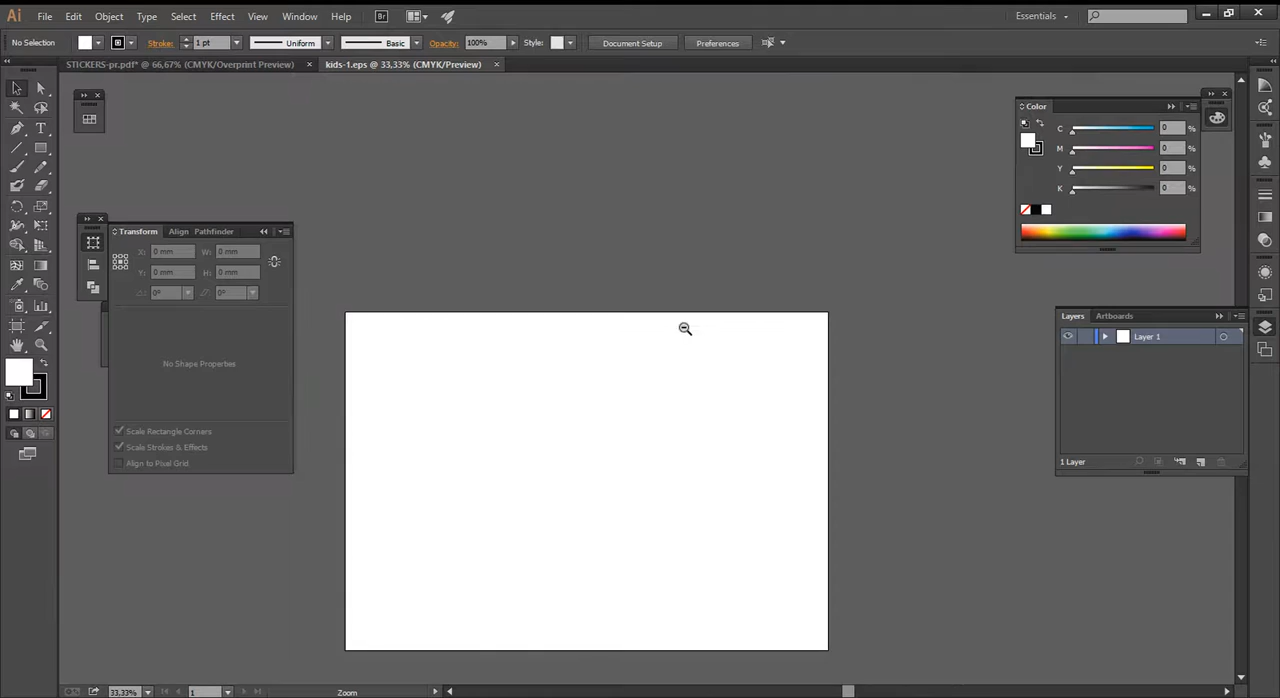 Ai File Edit Object Type Select Effect View Window Help Br Essentials
No Selection Stroke: 1 pt Uniform Basic Opacity: 100% Style: Document Setup Preferences
STICKERS-pr.pdf* @ 66,67% (CMYK/Overprint Preview) × kids-1.eps @ 33,33% (CMYK/Preview) ×
Color
C 0 %
M 0 %
Y 0 %
K 0 %
Transform Align Pathfinder
X: 0 mm W: 0 mm
Y: 0 mm H: 0 mm
0° 0°
No Shape Properties
Scale Rectangle Corners
Scale Strokes & Effects
Align to Pixel Grid
Layers Artboards
Layer 1
1 Layer
33,33% 1 Zoom